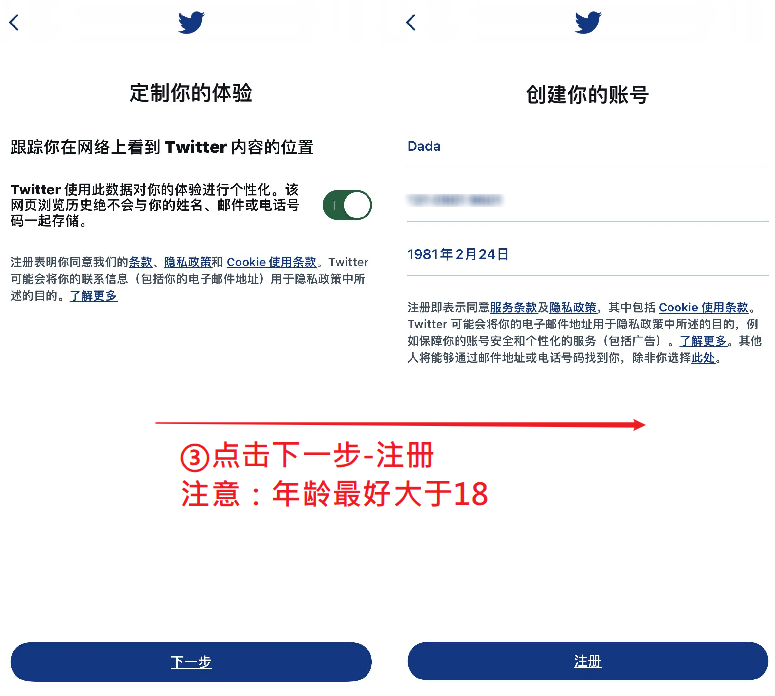 定制你的体验
跟踪你在网络上看到 Twitter 内容的位置
Twitter 使用此数据对你的体验进行个性化。该
网页浏览历史绝不会与你的姓名、邮件或电话号
码一起存储。
注册表明你同意我们的条款、隐私政策和 Cookie 使用条款。Twitter
可能会将你的联系信息（包括你的电子邮件地址）用于隐私政策中所
述的目的。了解更多
下一步
创建你的账号
Dada
1981年2月24日
注册即表示同意服务条款及隐私政策，其中包括 Cookie 使用条款。
Twitter 可能会将你的电子邮件地址用于隐私政策中所述的目的，例
如保障你的账号安全和个性化的服务（包括广告）。了解更多。其他
人将能够通过邮件地址或电话号码找到你，除非你选择此处。
注册
③点击下一步-注册
注意：年龄最好大于18